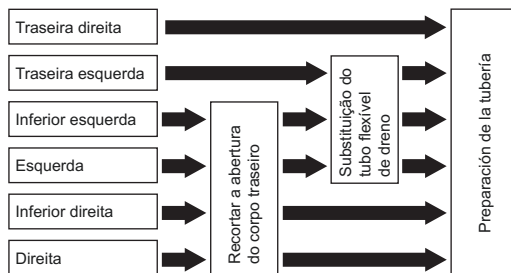 Traseira direita
Traseira esquerda
Inferior esquerda
Esquerda
Inferior direita
Direita
Recortar a abertura
do corpo traseiro
Substituição do
tubo flexível
de dreno
Preparación de la tubería